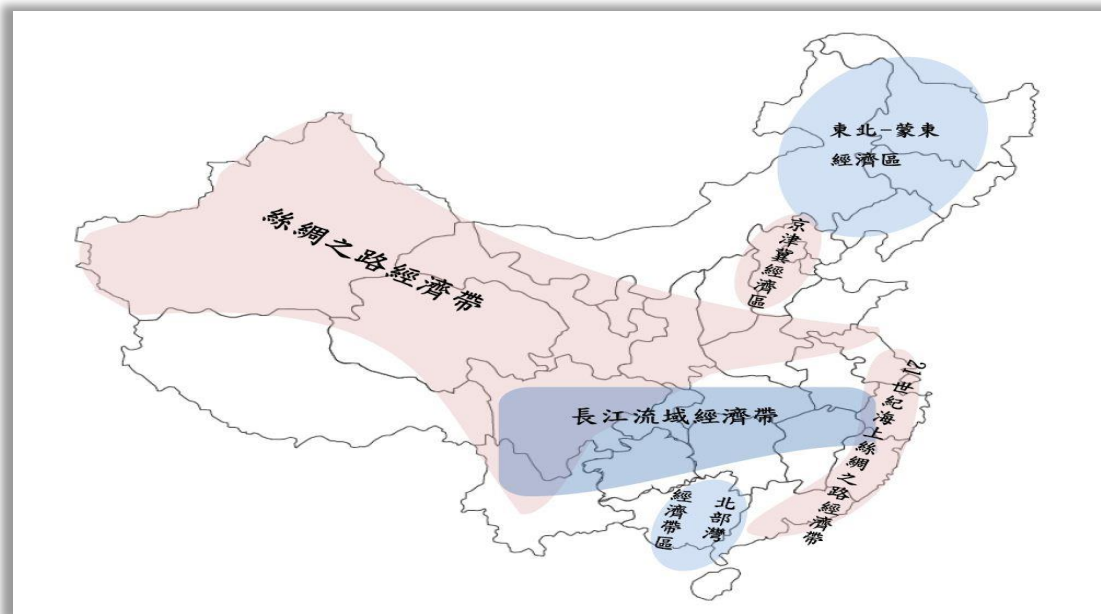 東北-蒙東
經濟區
京津冀經濟區
絲綢之路經濟帶
21世紀海上絲綢之路經濟帶
長江流域經濟帶
北部灣
經濟帶區